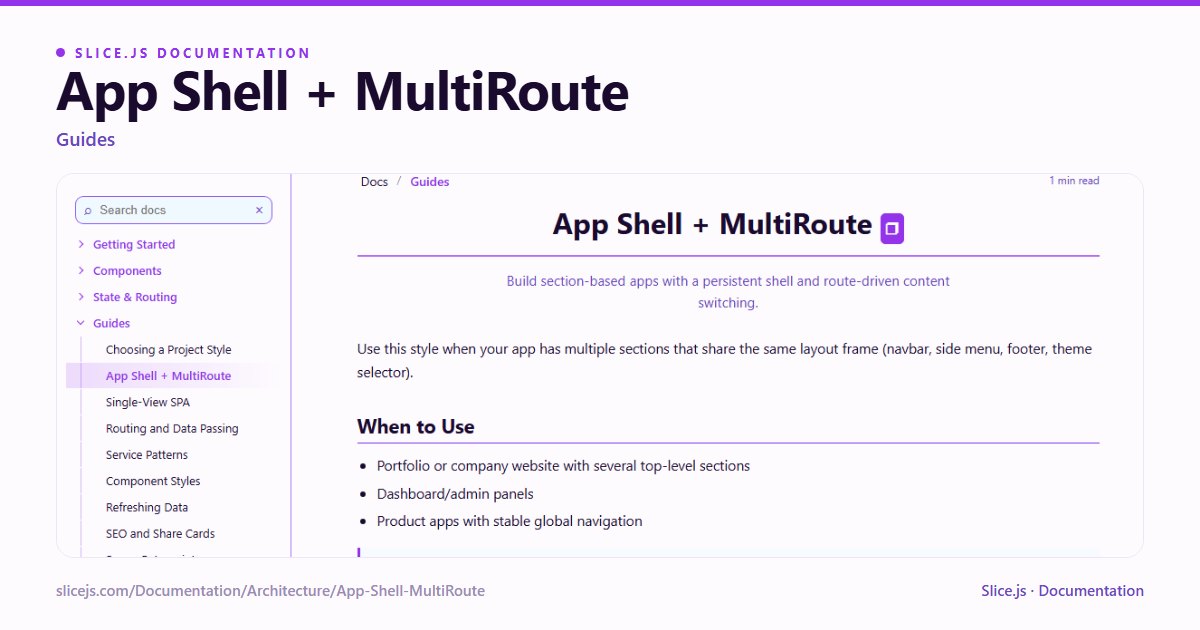 SLICE.JS DOCUMENTATION
App Shell + MultiRoute
Guides
Search docs
Getting Started
Components
State & Routing
Guides
Choosing a Project Style
App Shell + MultiRoute
Single-View SPA
Routing and Data Passing
Service Patterns
Component Styles
Refreshing Data
SEO and Share Cards
Docs / Guides
1 min read
App Shell + MultiRoute
Build section-based apps with a persistent shell and route-driven content
switching.
Use this style when your app has multiple sections that share the same layout frame (navbar, side menu, footer, theme
selector).
When to Use
Portfolio or company website with several top-level sections
Dashboard/admin panels
Product apps with stable global navigation
slicejs.com/Documentation/Architecture/App-Shell-MultiRoute
Slice.js · Documentation